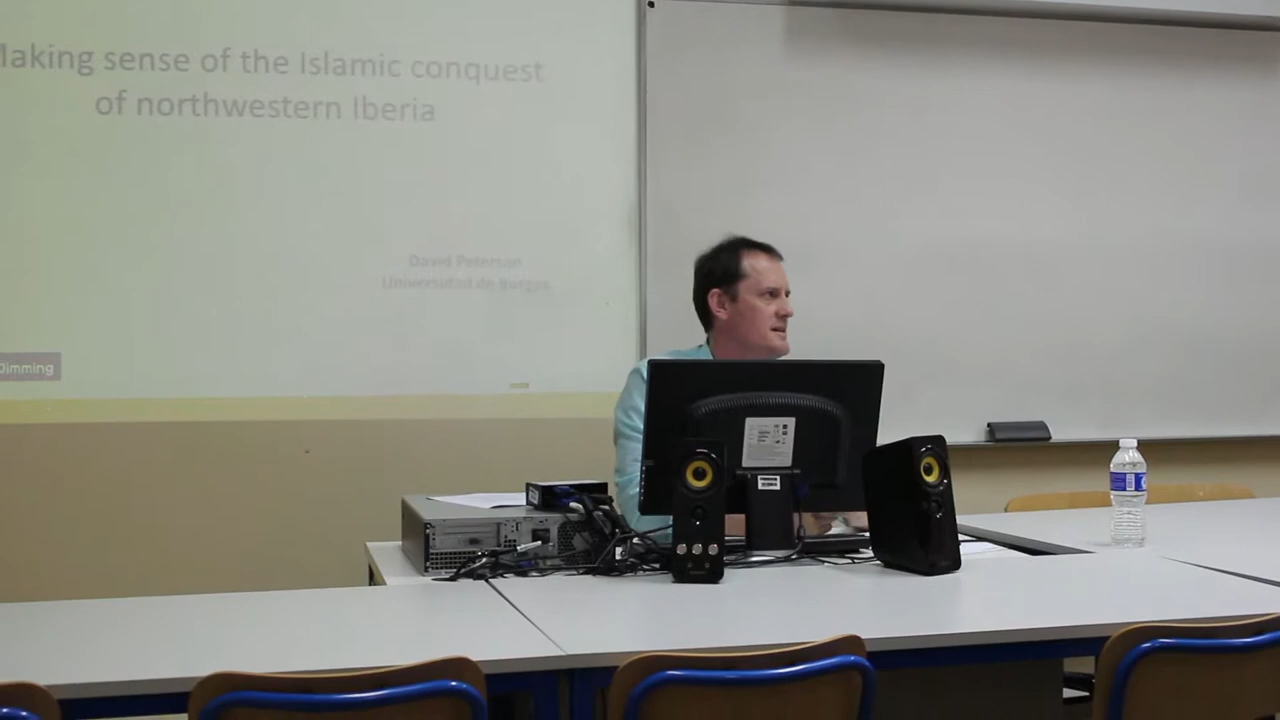 Making sense of the Islamic conquest
of northwestern Iberia
David Peterson
Universidad de Burgos
Dimming